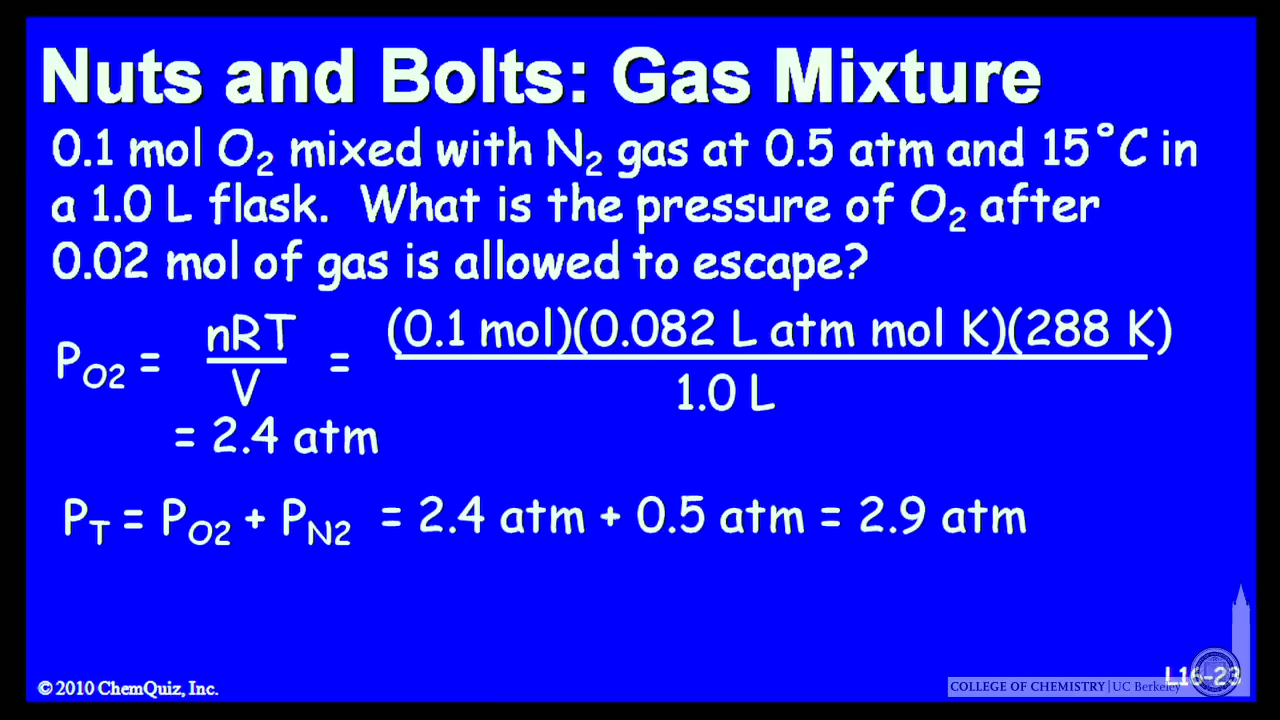 Nuts and Bolts: Gas Mixture
0.1 mol O₂ mixed with N₂ gas at 0.5 atm and 15˚C in
a 1.0 L flask. What is the pressure of O₂ after
0.02 mol of gas is allowed to escape?
P_O2 = nRT / V = (0.1 mol)(0.082 L atm mol K)(288 K) / 1.0 L
= 2.4 atm
P_T = P_O2 + P_N2 = 2.4 atm + 0.5 atm = 2.9 atm
© 2010 ChemQuiz, Inc.
L16-23
COLLEGE OF CHEMISTRY | UC Berkeley